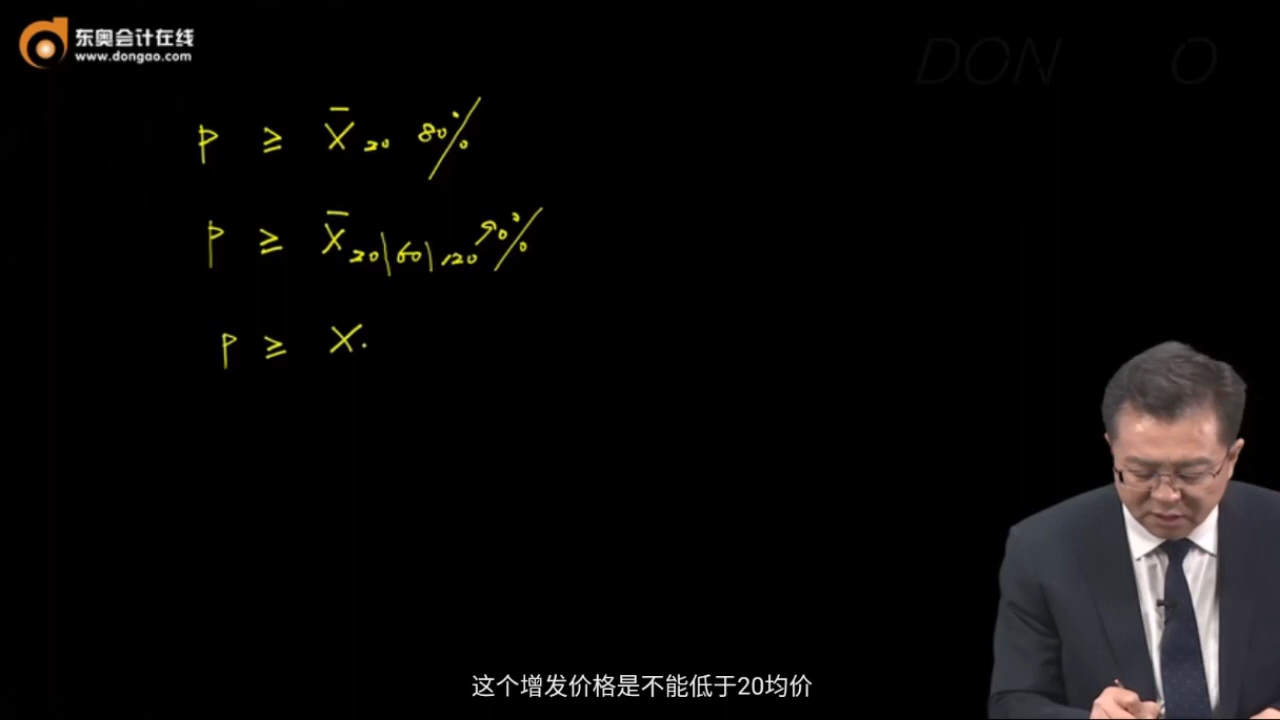 东奥会计在线
www.dongao.com
DON O
P ≥ X̄ 20 80%
P ≥ X̄ 20|60|120 90%
P ≥ X.
这个增发价格是不能低于20均价